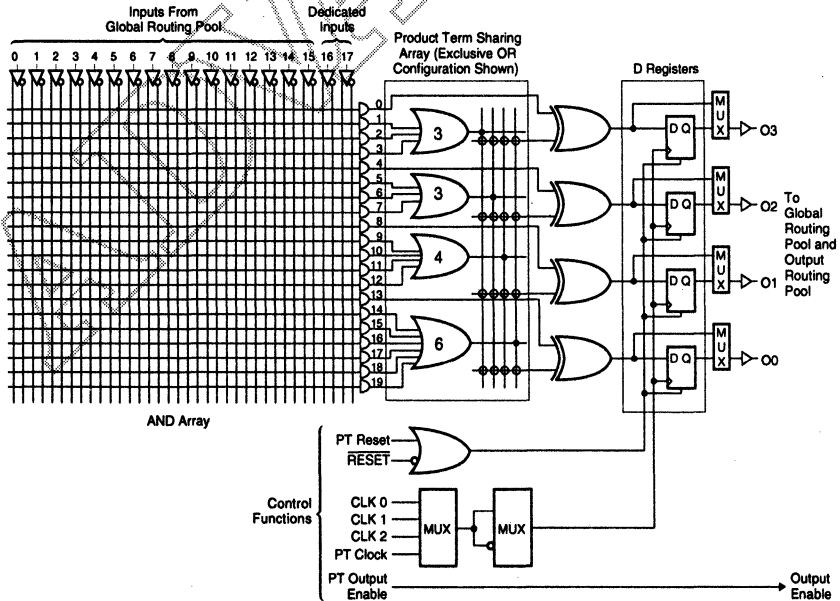 Inputs From
Global Routing Pool
Dedicated
Inputs
0 1 2 3 4 5 6 7 8 9 10 11 12 13 14 15 16 17
Product Term Sharing
Array (Exclusive OR
Configuration Shown)
D Registers
0
1
2
3
4
5
6
7
8
9
10
11
12
13
14
15
16
17
18
19
3
3
4
6
D Q
D Q
D Q
D Q
MUX
MUX
MUX
MUX
O3
O2
O1
O0
To
Global
Routing
Pool and
Output
Routing
Pool
AND Array
Control
Functions
PT Reset
RESET
CLK 0
CLK 1
CLK 2
PT Clock
MUX
MUX
PT Output
Enable
Output
Enable